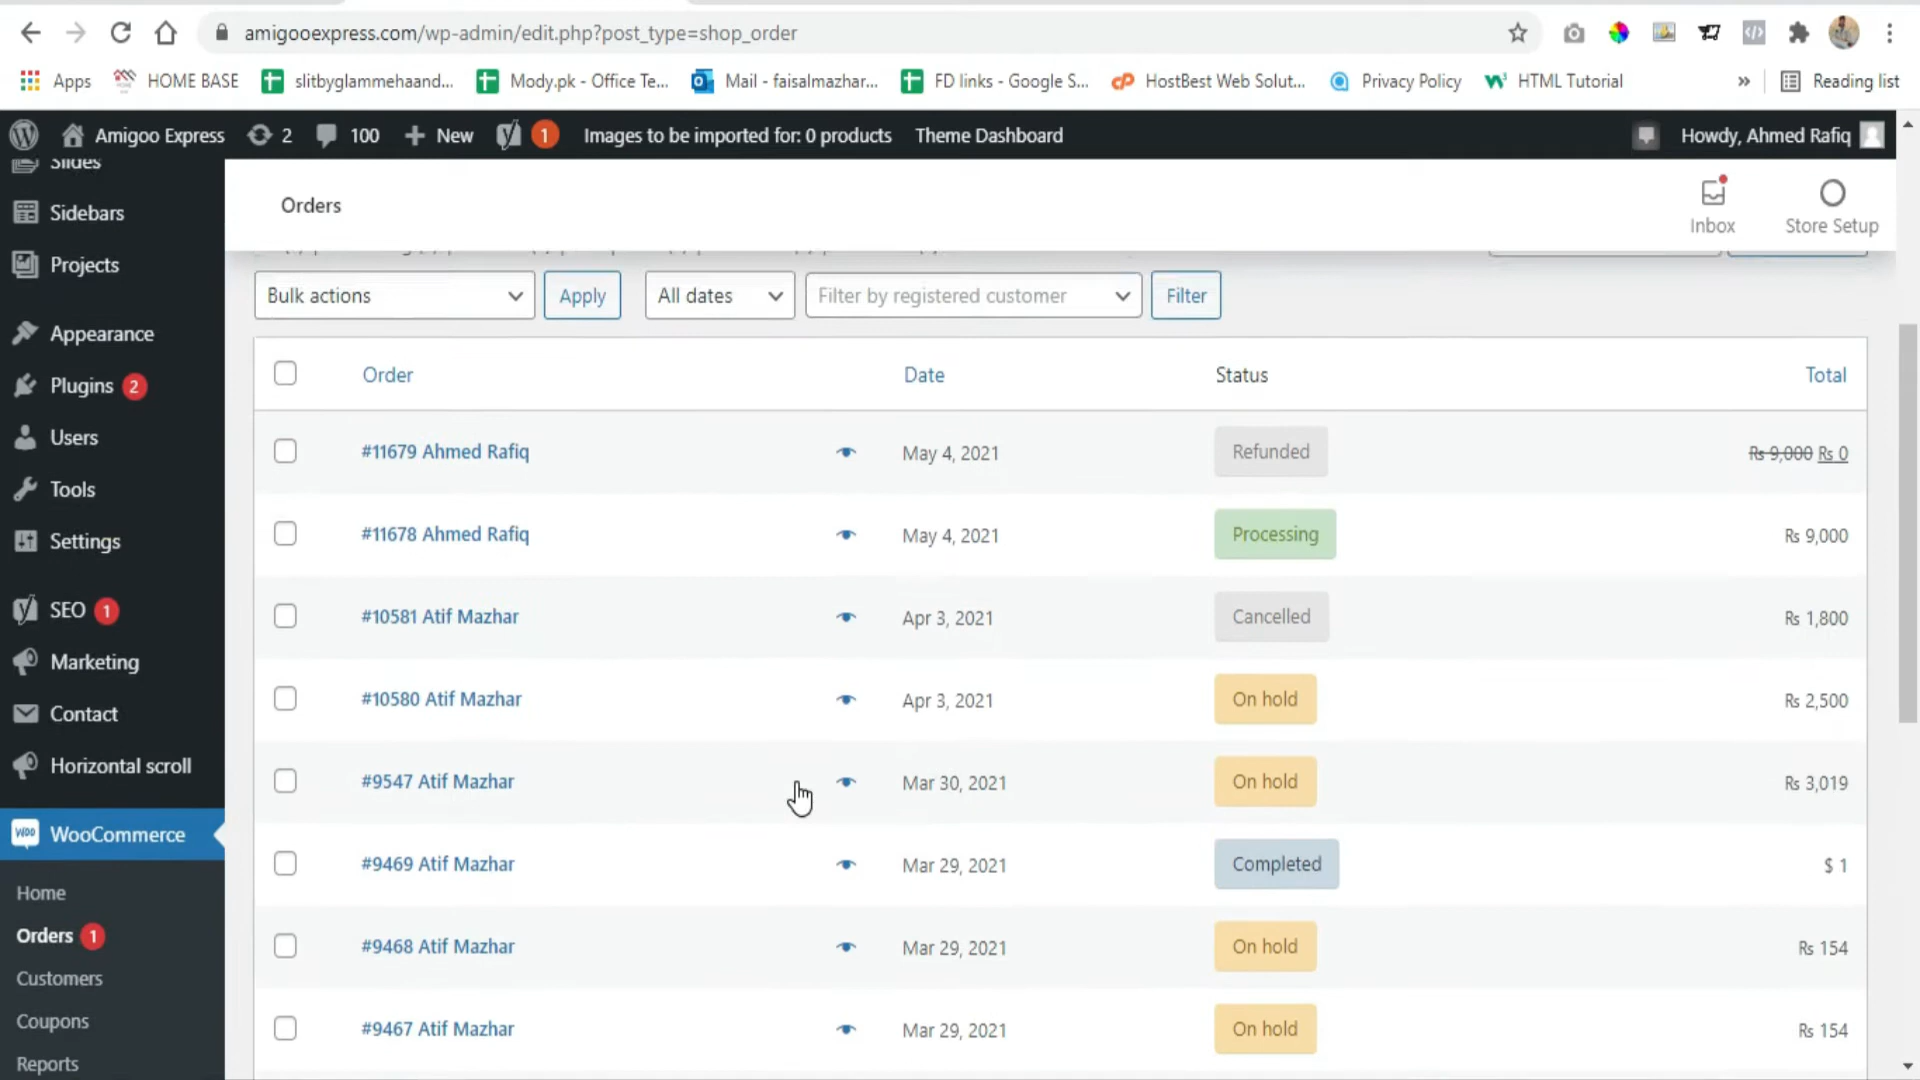 amigooexpress.com/wp-admin/edit.php?post_type=shop_order
Apps HOME BASE slitbyglammehaand... Mody.pk - Office Te... Mail - faisalmazhar... FD links - Google S... HostBest Web Solut... Privacy Policy HTML Tutorial » Reading list
Amigoo Express 2 100 + New 1 Images to be imported for: 0 products Theme Dashboard Howdy, Ahmed Rafiq
Slides
Sidebars
Projects
Appearance
Plugins 2
Users
Tools
Settings
SEO 1
Marketing
Contact
Horizontal scroll
WooCommerce
Home
Orders 1
Customers
Coupons
Reports
Orders
Inbox
Store Setup
Bulk actions Apply All dates Filter by registered customer Filter
Order Date Status Total
#11679 Ahmed Rafiq May 4, 2021 Refunded Rs 9,000 Rs 0
#11678 Ahmed Rafiq May 4, 2021 Processing Rs 9,000
#10581 Atif Mazhar Apr 3, 2021 Cancelled Rs 1,800
#10580 Atif Mazhar Apr 3, 2021 On hold Rs 2,500
#9547 Atif Mazhar Mar 30, 2021 On hold Rs 3,019
#9469 Atif Mazhar Mar 29, 2021 Completed $ 1
#9468 Atif Mazhar Mar 29, 2021 On hold Rs 154
#9467 Atif Mazhar Mar 29, 2021 On hold Rs 154